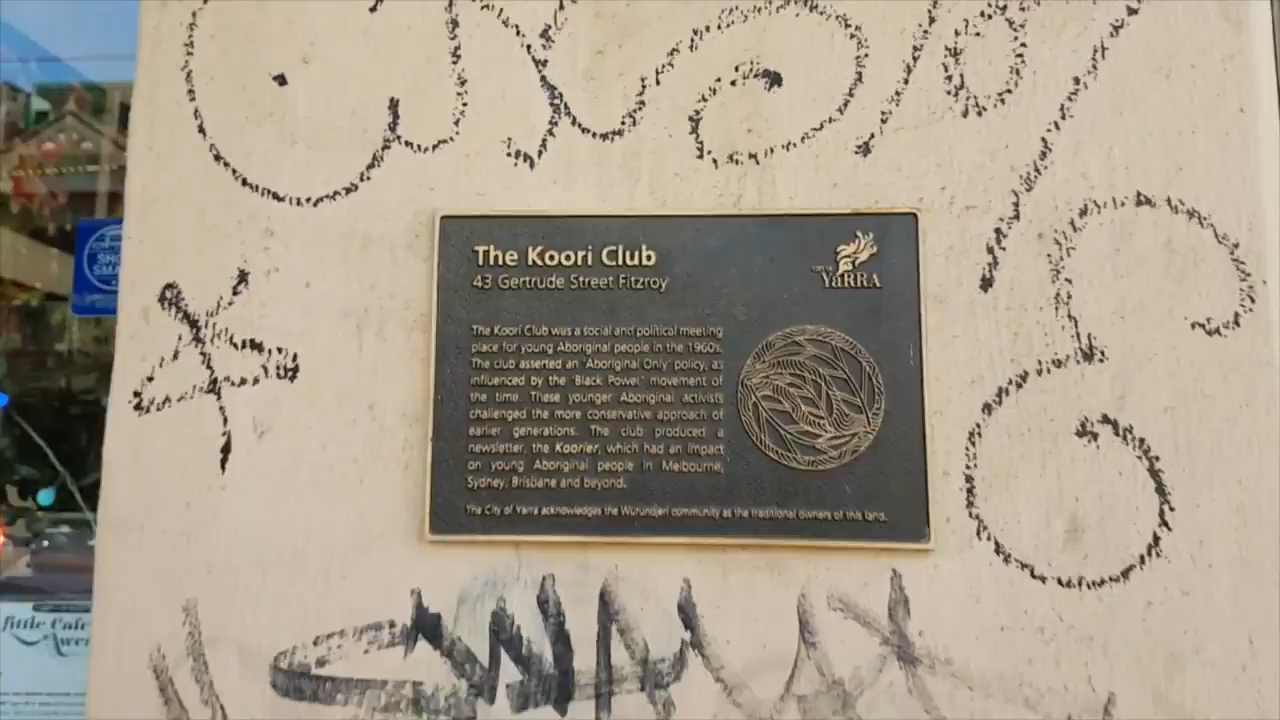 The Koori Club
43 Gertrude Street Fitzroy
CITY OF
YaRRA
The Koori Club was a social and political meeting
place for young Aboriginal people in the 1960s.
The club asserted an 'Aboriginal Only' policy, as
influenced by the 'Black Power' movement of
the time. These younger Aboriginal activists
challenged the more conservative approach of
earlier generations. The club produced a
newsletter, the Koorier, which had an impact
on young Aboriginal people in Melbourne,
Sydney, Brisbane and beyond.
The City of Yarra acknowledges the Wurundjeri community as the traditional owners of this land.
little Cafe